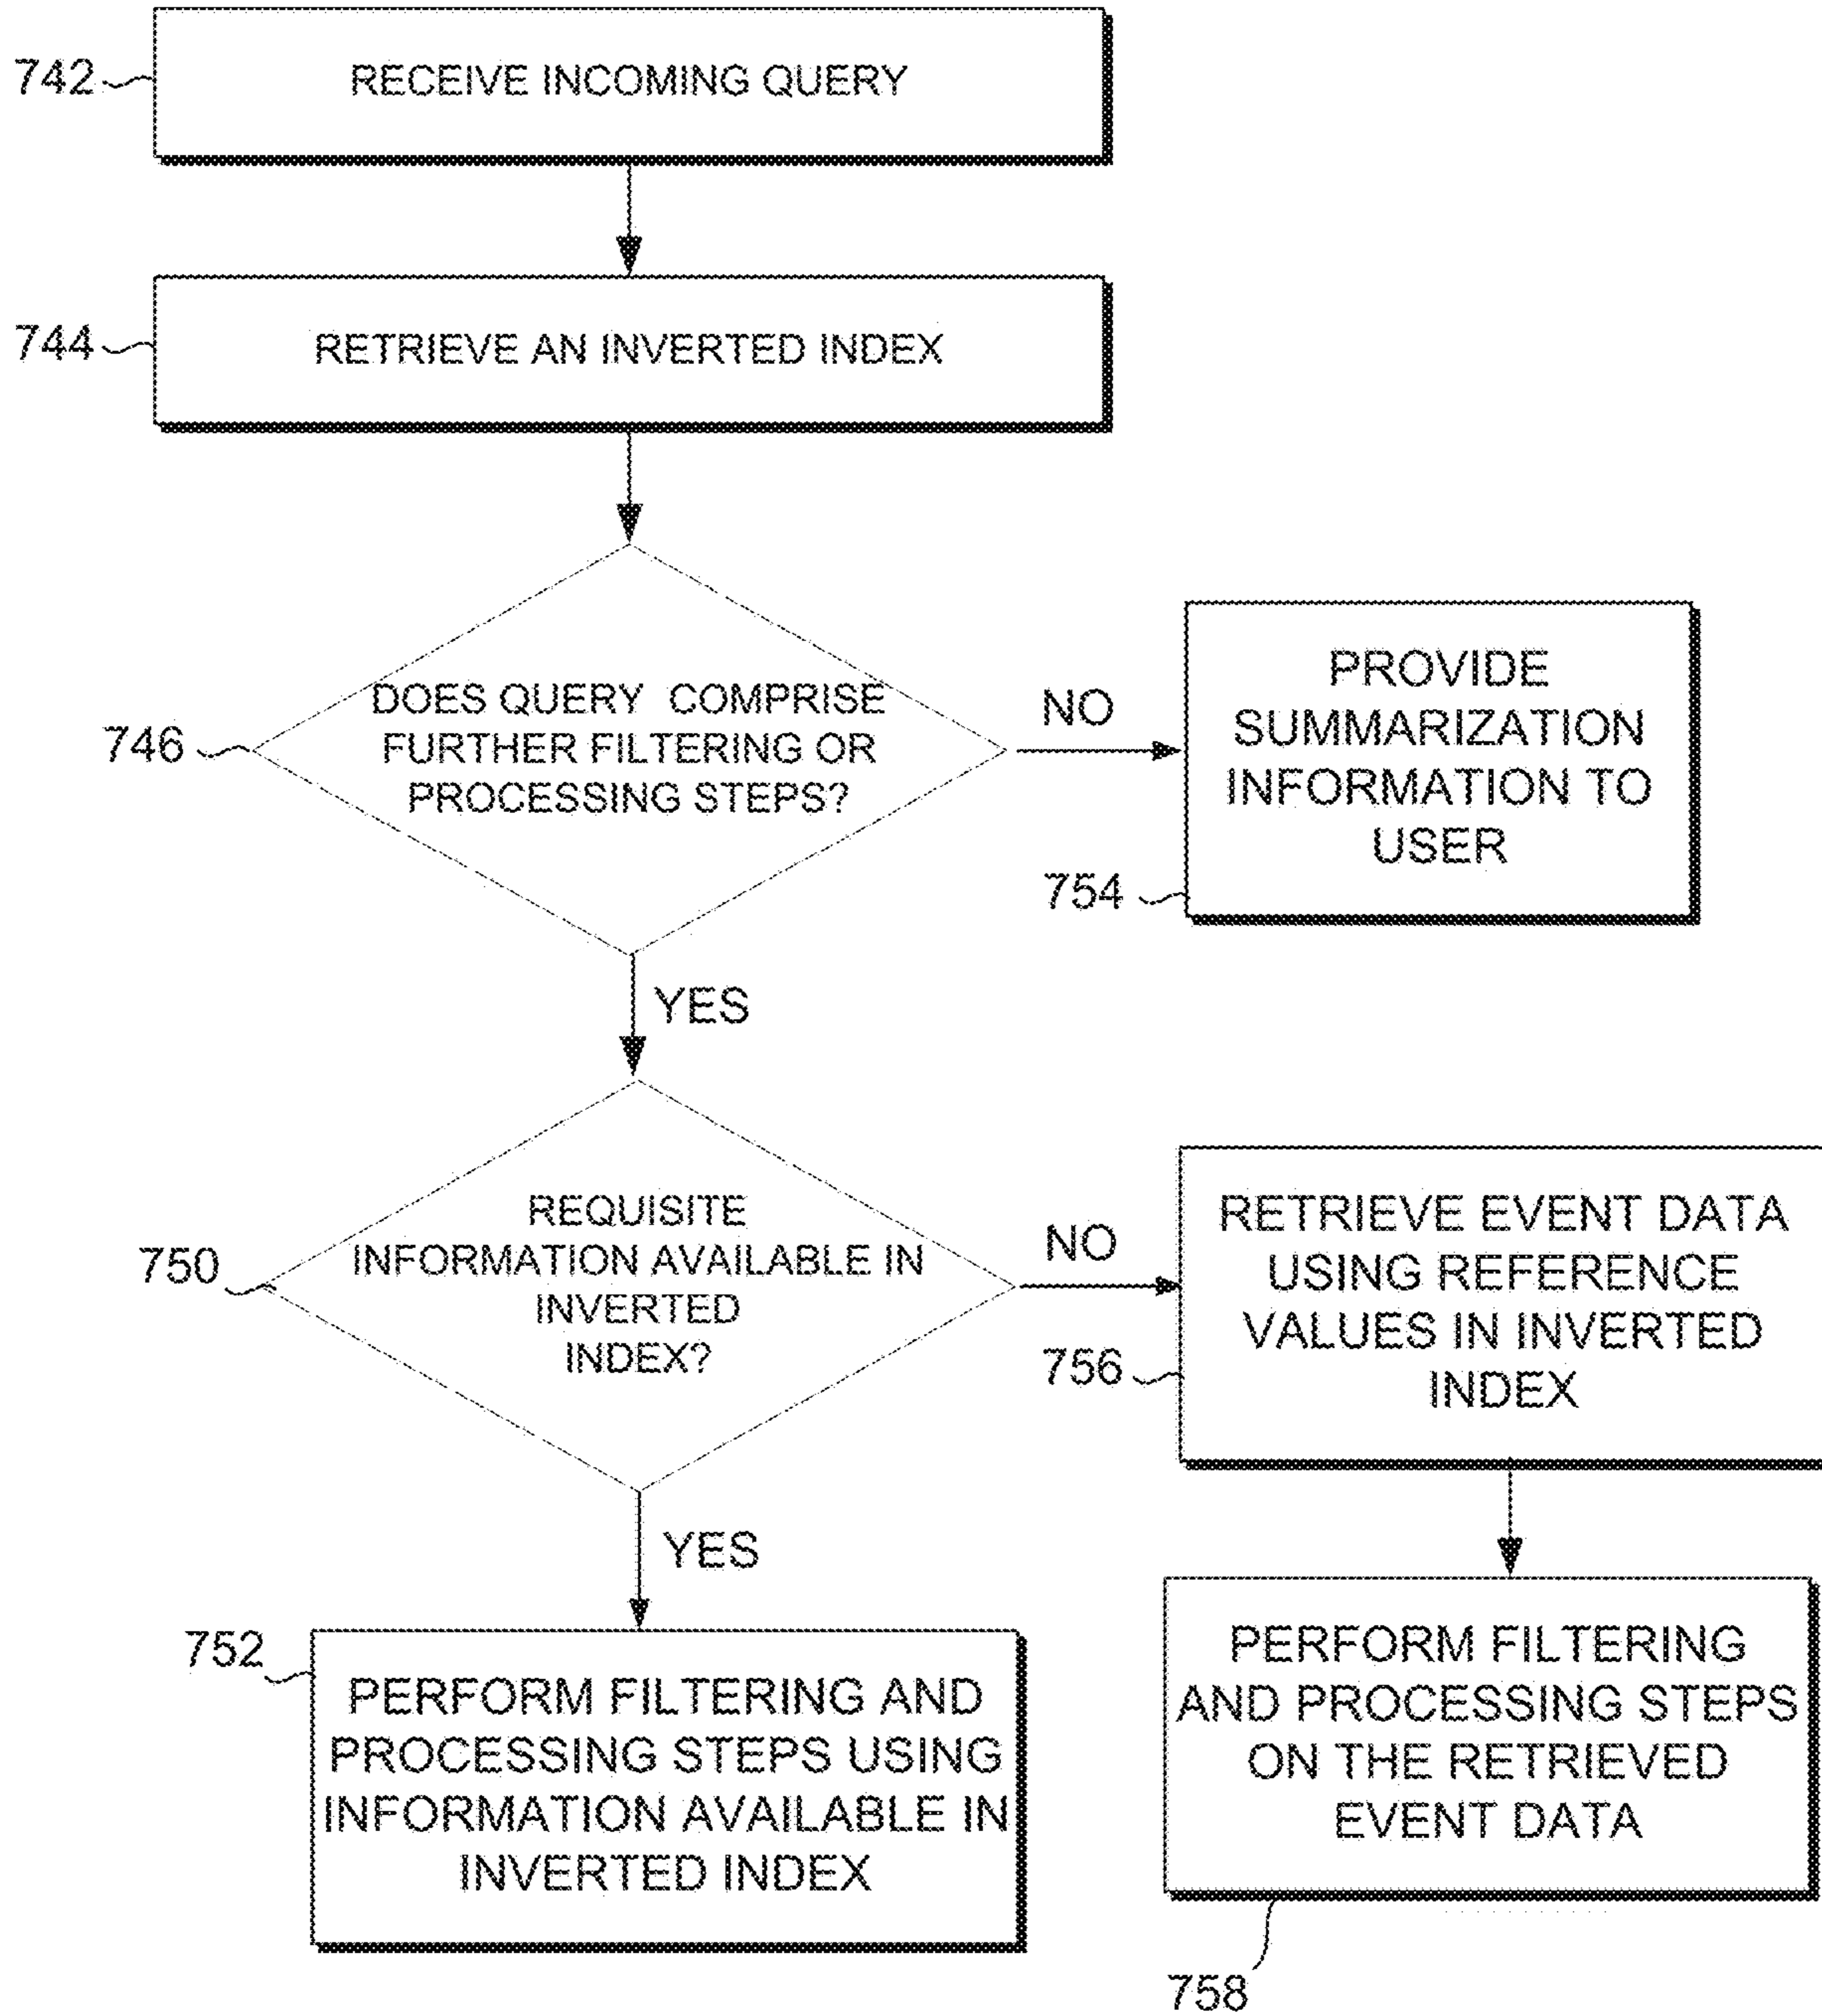 742
RECEIVE INCOMING QUERY
744
RETRIEVE AN INVERTED INDEX
746
DOES QUERY COMPRISE
FURTHER FILTERING OR
PROCESSING STEPS?
NO
PROVIDE
SUMMARIZATION
INFORMATION TO
USER
754
YES
750
REQUISITE
INFORMATION AVAILABLE IN
INVERTED
INDEX?
NO
RETRIEVE EVENT DATA
USING REFERENCE
VALUES IN INVERTED
INDEX
756
YES
752
PERFORM FILTERING AND
PROCESSING STEPS USING
INFORMATION AVAILABLE IN
INVERTED INDEX
PERFORM FILTERING
AND PROCESSING STEPS
ON THE RETRIEVED
EVENT DATA
758